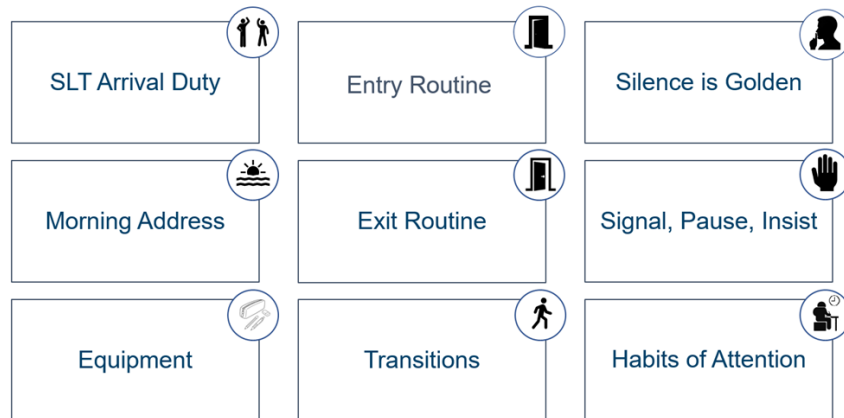 SLT Arrival Duty
Entry Routine
Silence is Golden
Morning Address
Exit Routine
Signal, Pause, Insist
Equipment
Transitions
Habits of Attention